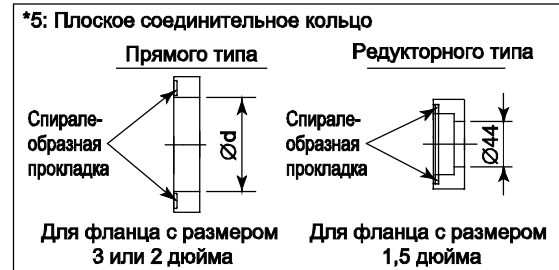 *5: Плоское соединительное кольцо
Прямого типа
Редукторного типа
Спирале-
образная
прокладка
Ød
Спирале-
образная
прокладка
Ø44
Для фланца с размером
3 или 2 дюйма
Для фланца с размером
1,5 дюйма